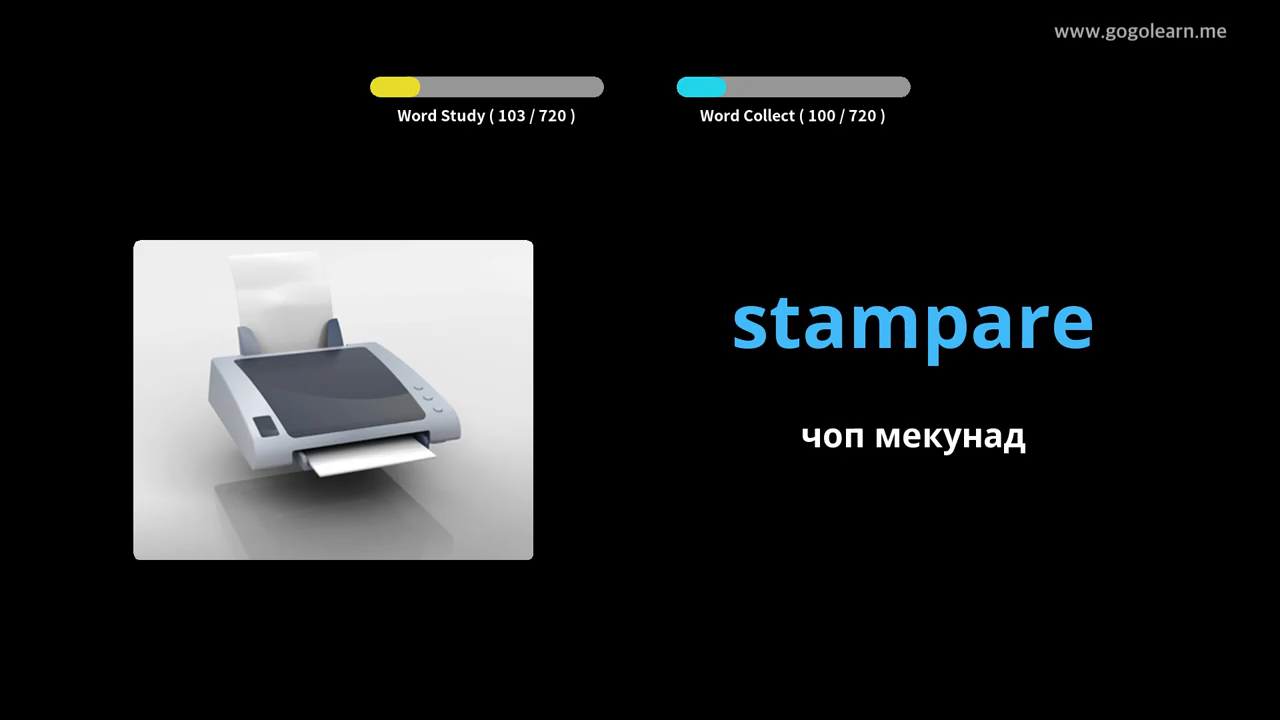 www.gogolearn.me
Word Study ( 103 / 720 )
Word Collect ( 100 / 720 )
stampare
чоп мекунад